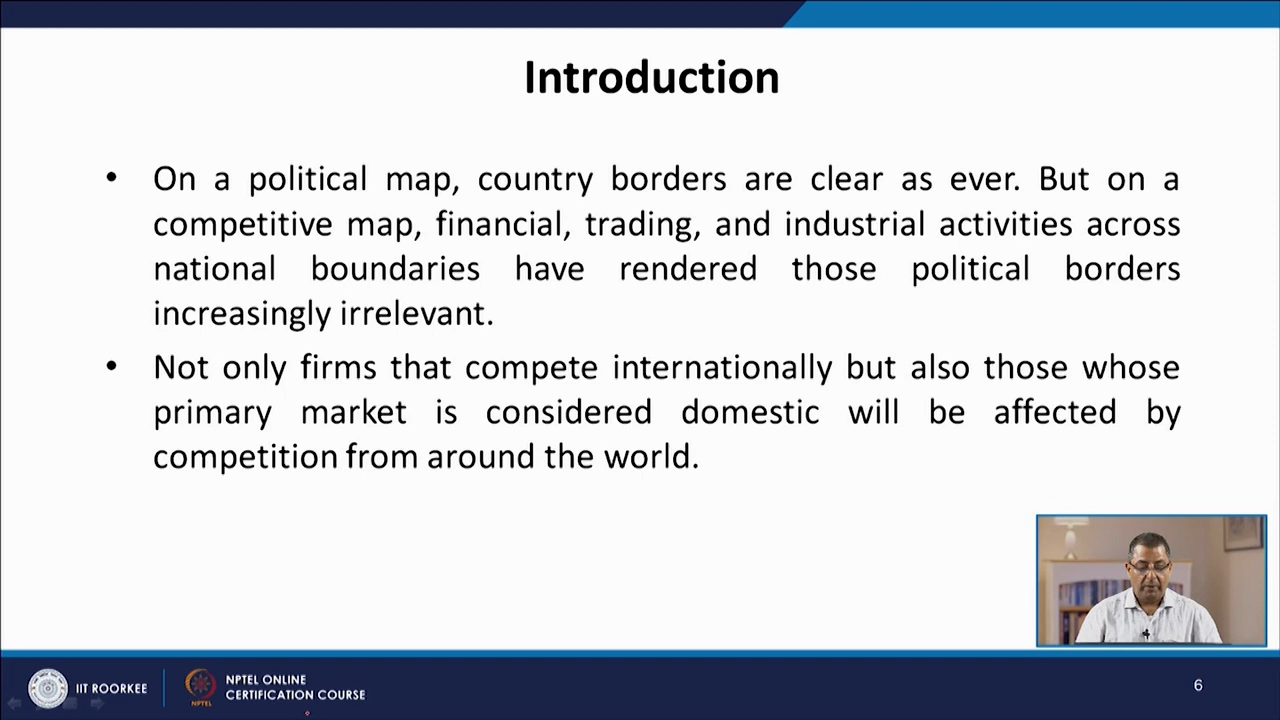 Introduction
• On a political map, country borders are clear as ever. But on a
competitive map, financial, trading, and industrial activities across
national boundaries have rendered those political borders
increasingly irrelevant.
• Not only firms that compete internationally but also those whose
primary market is considered domestic will be affected by
competition from around the world.
IIT ROORKEE
NPTEL
NPTEL ONLINE
CERTIFICATION COURSE
6